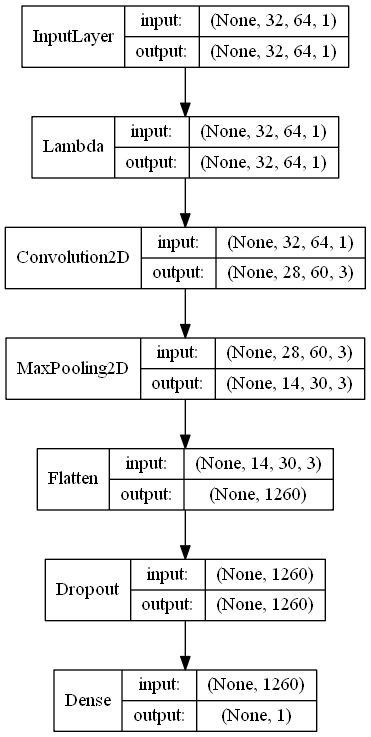 InputLayer input: (None, 32, 64, 1)
output: (None, 32, 64, 1)
Lambda input: (None, 32, 64, 1)
output: (None, 32, 64, 1)
Convolution2D input: (None, 32, 64, 1)
output: (None, 28, 60, 3)
MaxPooling2D input: (None, 28, 60, 3)
output: (None, 14, 30, 3)
Flatten input: (None, 14, 30, 3)
output: (None, 1260)
Dropout input: (None, 1260)
output: (None, 1260)
Dense input: (None, 1260)
output: (None, 1)